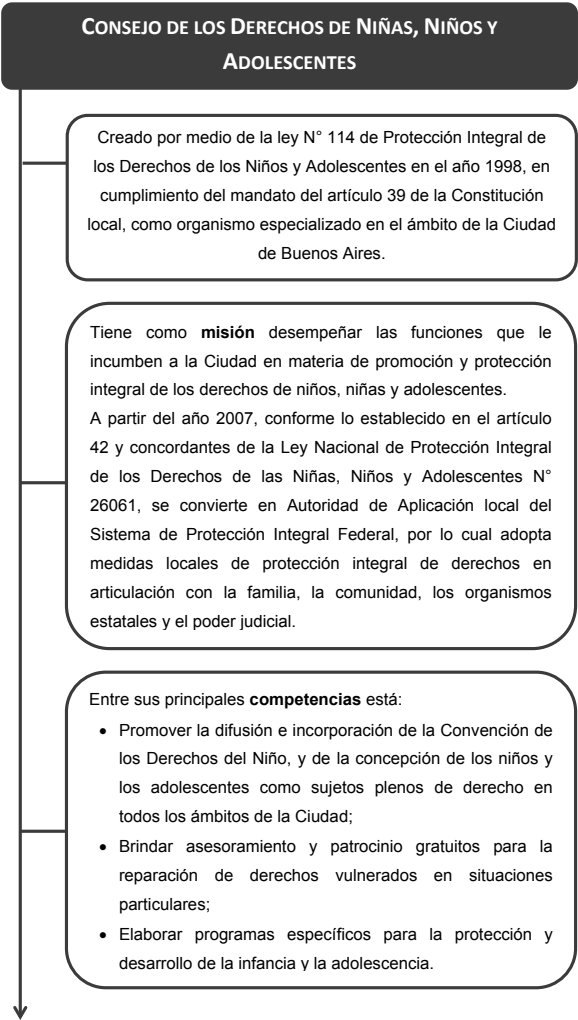 CONSEJO DE LOS DERECHOS DE NIÑAS, NIÑOS Y
ADOLESCENTES
Creado por medio de la ley N° 114 de Protección Integral de
los Derechos de los Niños y Adolescentes en el año 1998, en
cumplimiento del mandato del artículo 39 de la Constitución
local, como organismo especializado en el ámbito de la Ciudad
de Buenos Aires.
Tiene como misión desempeñar las funciones que le
incumben a la Ciudad en materia de promoción y protección
integral de los derechos de niños, niñas y adolescentes.
A partir del año 2007, conforme lo establecido en el artículo
42 y concordantes de la Ley Nacional de Protección Integral
de los Derechos de las Niñas, Niños y Adolescentes N°
26061, se convierte en Autoridad de Aplicación local del
Sistema de Protección Integral Federal, por lo cual adopta
medidas locales de protección integral de derechos en
articulación con la familia, la comunidad, los organismos
estatales y el poder judicial.
Entre sus principales competencias está:
• Promover la difusión e incorporación de la Convención de
los Derechos del Niño, y de la concepción de los niños y
los adolescentes como sujetos plenos de derecho en
todos los ámbitos de la Ciudad;
• Brindar asesoramiento y patrocinio gratuitos para la
reparación de derechos vulnerados en situaciones
particulares;
• Elaborar programas específicos para la protección y
desarrollo de la infancia y la adolescencia.